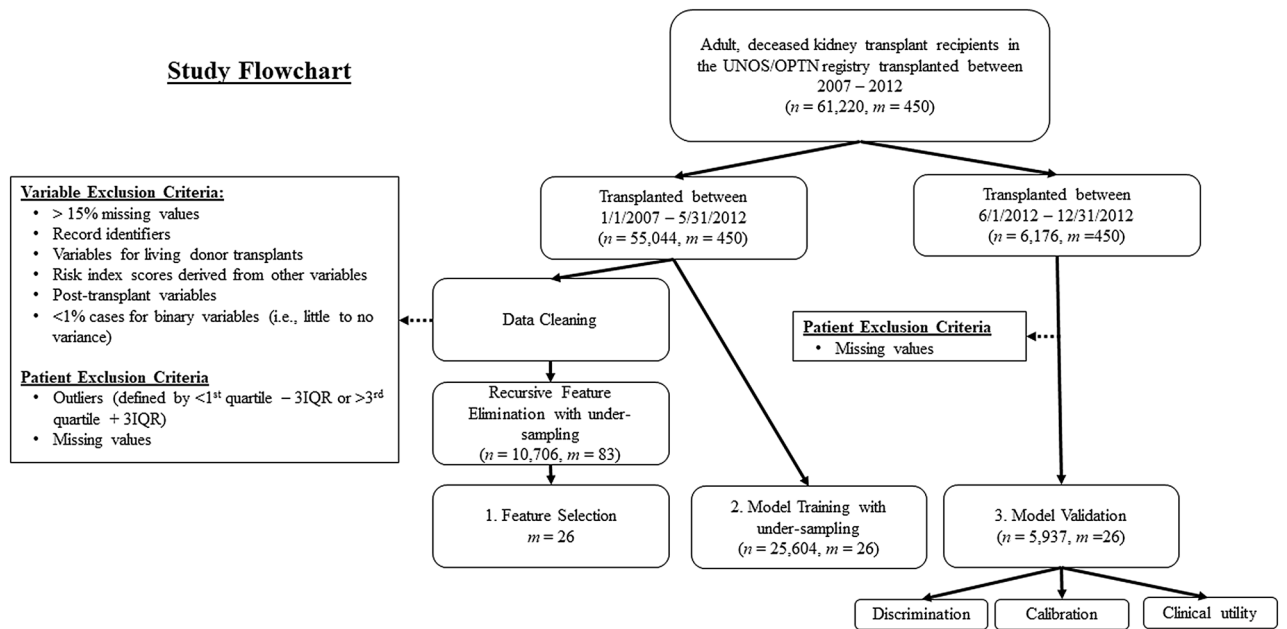 Study Flowchart
Adult, deceased kidney transplant recipients in
the UNOS/OPTN registry transplanted between
2007 – 2012
(n = 61,220, m = 450)
Transplanted between
1/1/2007 – 5/31/2012
(n = 55,044, m = 450)
Transplanted between
6/1/2012 – 12/31/2012
(n = 6,176, m =450)
Variable Exclusion Criteria:
• > 15% missing values
• Record identifiers
• Variables for living donor transplants
• Risk index scores derived from other variables
• Post-transplant variables
• <1% cases for binary variables (i.e., little to no
variance)
Patient Exclusion Criteria
• Outliers (defined by <1st quartile – 3IQR or >3rd
quartile + 3IQR)
• Missing values
Data Cleaning
Patient Exclusion Criteria
• Missing values
Recursive Feature
Elimination with under-
sampling
(n = 10,706, m = 83)
1. Feature Selection
m = 26
2. Model Training with
under-sampling
(n = 25,604, m = 26)
3. Model Validation
(n = 5,937, m =26)
Discrimination
Calibration
Clinical utility